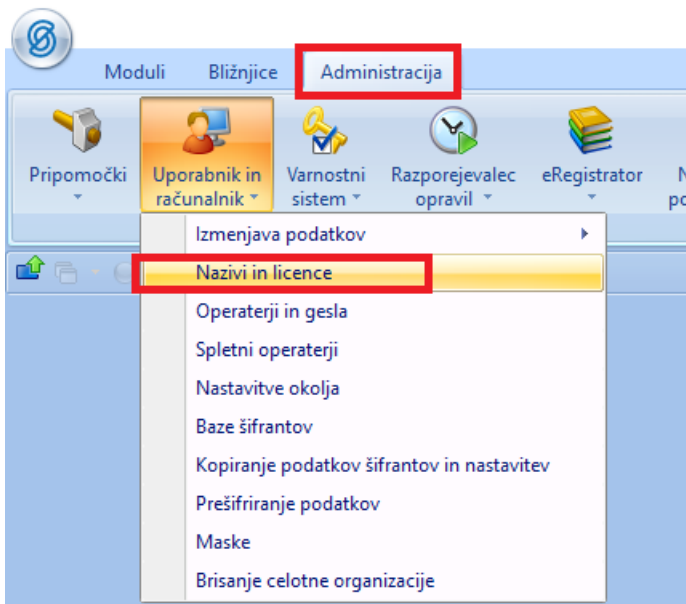 Moduli Bližnjice Administracija
Pripomočki
Uporabnik in
računalnik
Varnostni
sistem
Razporejevalec
opravil
eRegistrator
Izmenjava podatkov
Nazivi in licence
Operaterji in gesla
Spletni operaterji
Nastavitve okolja
Baze šifrantov
Kopiranje podatkov šifrantov in nastavitev
Prešifriranje podatkov
Maske
Brisanje celotne organizacije